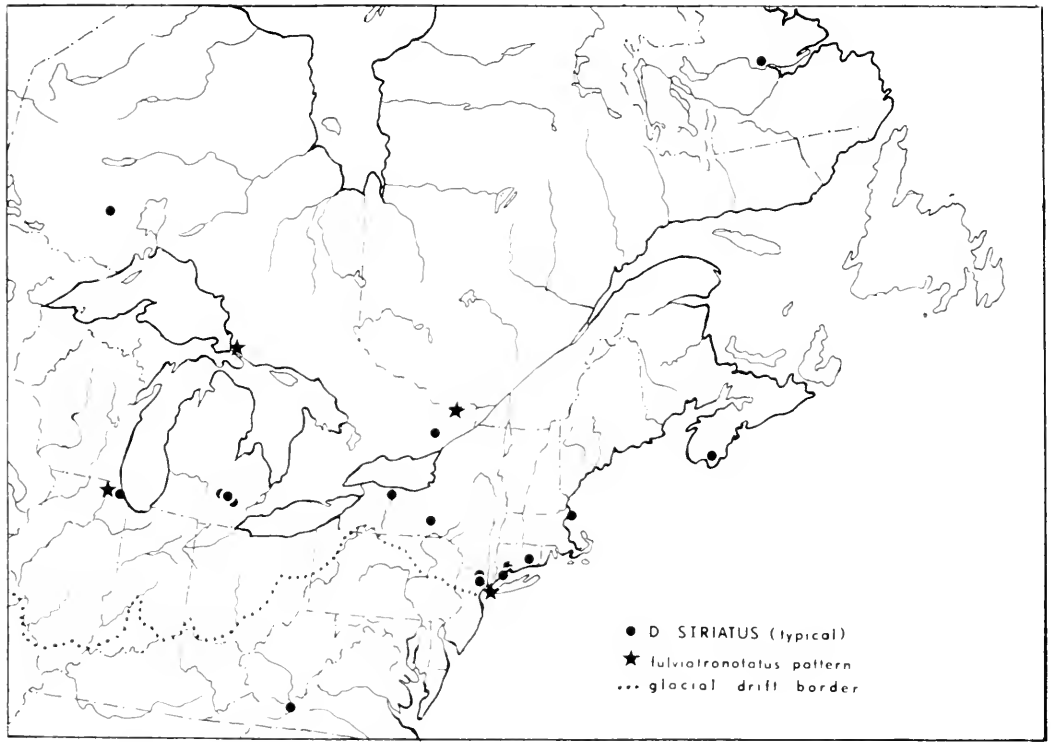 D STRIATUS (typical)
fulviatronotatus pattern
glacial drift border